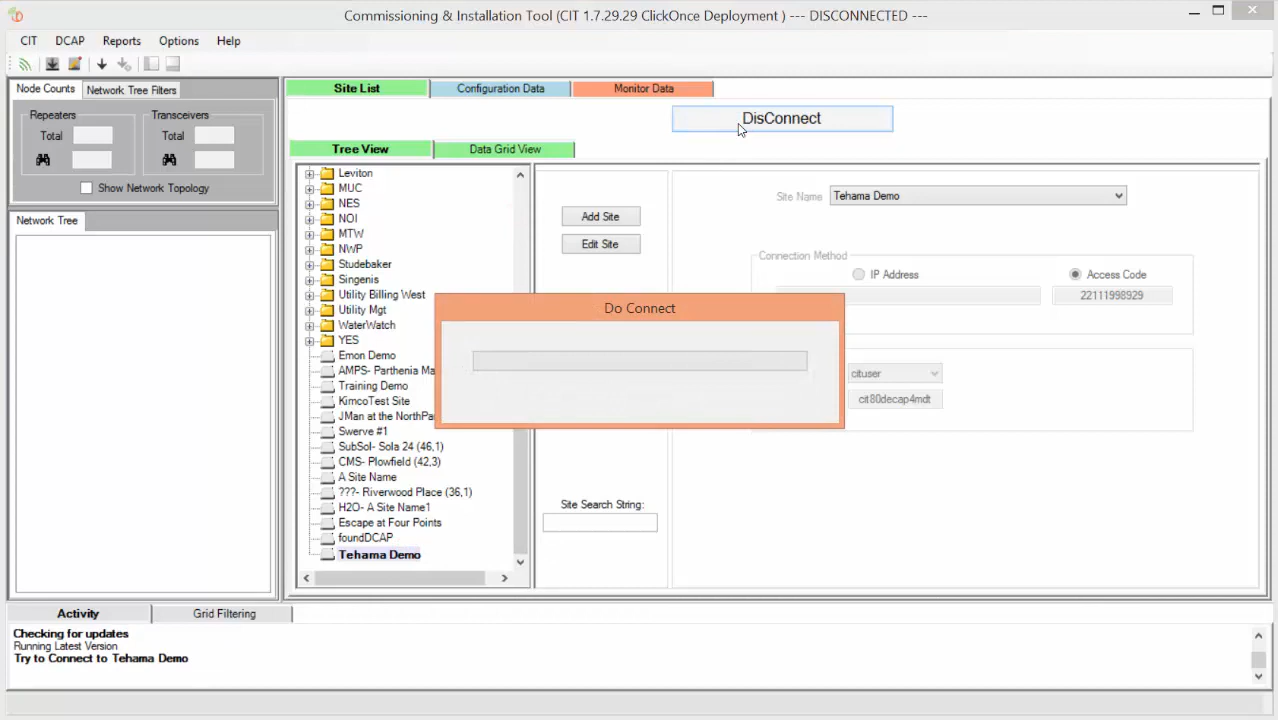 Commissioning & Installation Tool (CIT 1.7.29.29 ClickOnce Deployment ) --- DISCONNECTED ---
CIT DCAP Reports Options Help
Node Counts Network Tree Filters
Repeaters Transceivers
Total Total
Show Network Topology
Network Tree
Site List Configuration Data Monitor Data
DisConnect
Tree View Data Grid View
Leviton
MUC
NES
NOI
MTW
NWP
Studebaker
Singenis
Utility Billing West
Utility Mgt
WaterWatch
YES
Emon Demo
AMPS- Parthenia Ma
Training Demo
KimcoTest Site
JMan at the NorthPar
Swerve #1
SubSol- Sola 24 (46,1)
CMS- Plowfield (42,3)
A Site Name
???- Riverwood Place (36,1)
H2O- A Site Name1
Escape at Four Points
foundDCAP
Tehama Demo
Add Site
Edit Site
Site Search String:
Site Name Tehama Demo
Connection Method
IP Address Access Code
22111998929
cituser
cit80decap4mdt
Do Connect
Activity Grid Filtering
Checking for updates
Running Latest Version
Try to Connect to Tehama Demo